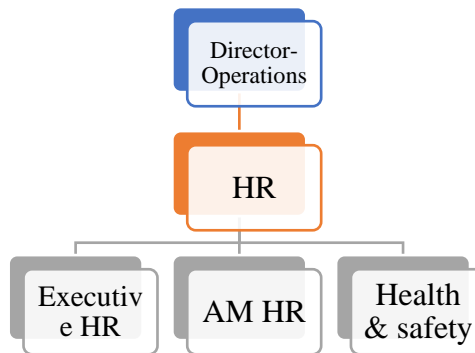 Director-
Operations
HR
Executiv
e HR
AM HR
Health
& safety